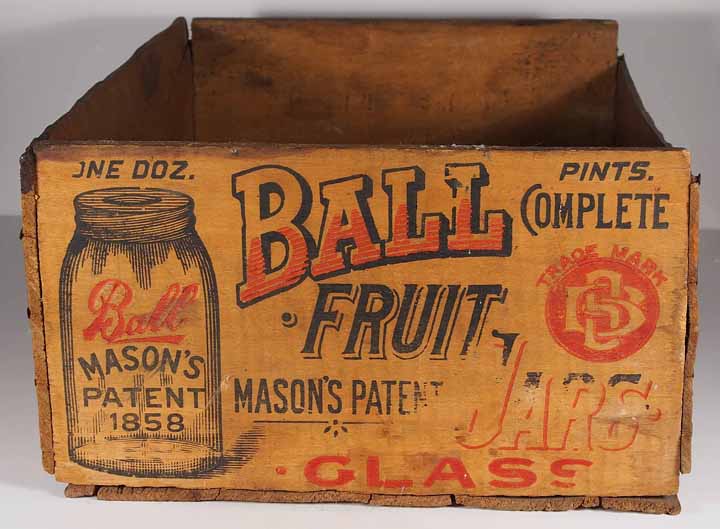 ONE DOZ.
PINTS.
BALL
COMPLETE
FRUIT
TRADE MARK
JARS
MASON'S PATENT
GLASS
Ball
MASON'S
PATENT
1858